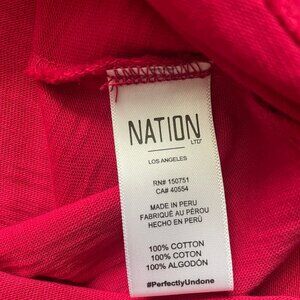 NATION
LTD
LOS ANGELES
RN# 150751
CA# 40554
MADE IN PERU
FABRIQUÉ AU PÉROU
HECHO EN PERÚ
100% COTTON
100% COTON
100% ALGODÓN
#PerfectlyUndone